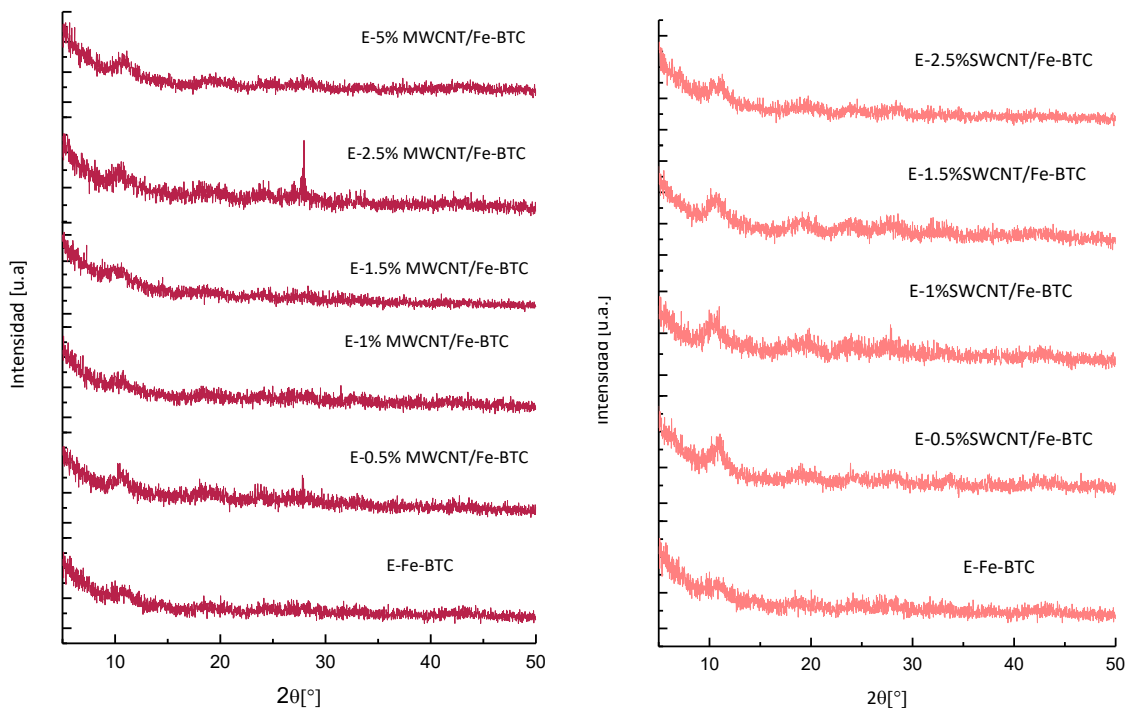 E-5% MWCNT/Fe-BTC
E-2.5% MWCNT/Fe-BTC
E-1.5% MWCNT/Fe-BTC
E-1% MWCNT/Fe-BTC
E-0.5% MWCNT/Fe-BTC
E-Fe-BTC
Intensidad [u.a]
10
20
30
40
50
2θ[°]
E-2.5%SWCNT/Fe-BTC
E-1.5%SWCNT/Fe-BTC
E-1%SWCNT/Fe-BTC
E-0.5%SWCNT/Fe-BTC
E-Fe-BTC
Intensidad [u.a.]
10
20
30
40
50
2θ[°]